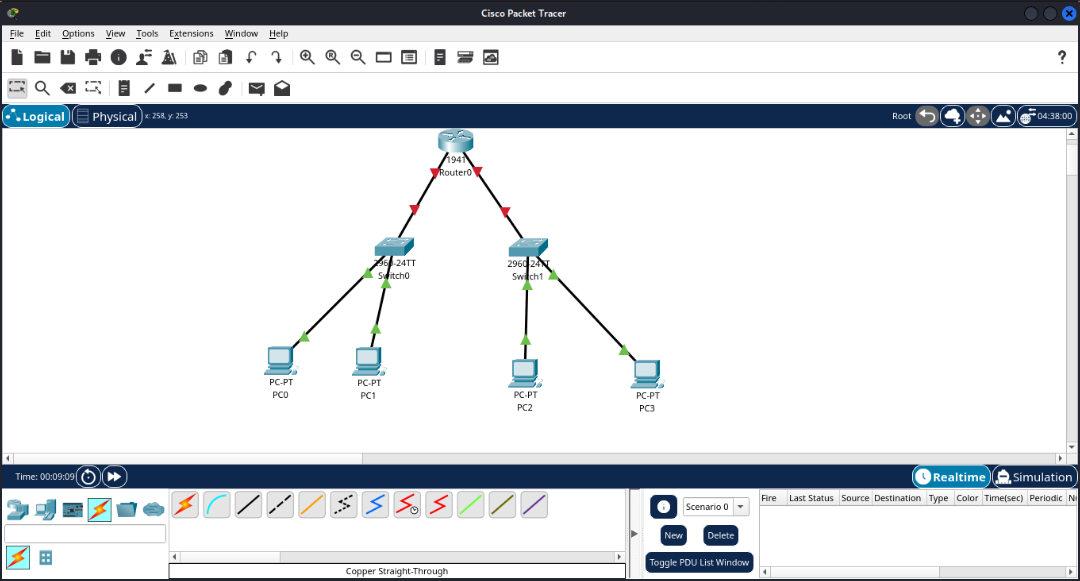 Cisco Packet Tracer
File Edit Options View Tools Extensions Window Help
?
Logical Physical x: 258, y: 253 Root 04:38:00
1941
Router0
2960-24TT
Switch0
2960-24TT
Switch1
PC-PT
PC0
PC-PT
PC1
PC-PT
PC2
PC-PT
PC3
Time: 00:09:09 Realtime Simulation
Scenario 0
New Delete
Toggle PDU List Window
Fire Last Status Source Destination Type Color Time(sec) Periodic
Copper Straight-Through